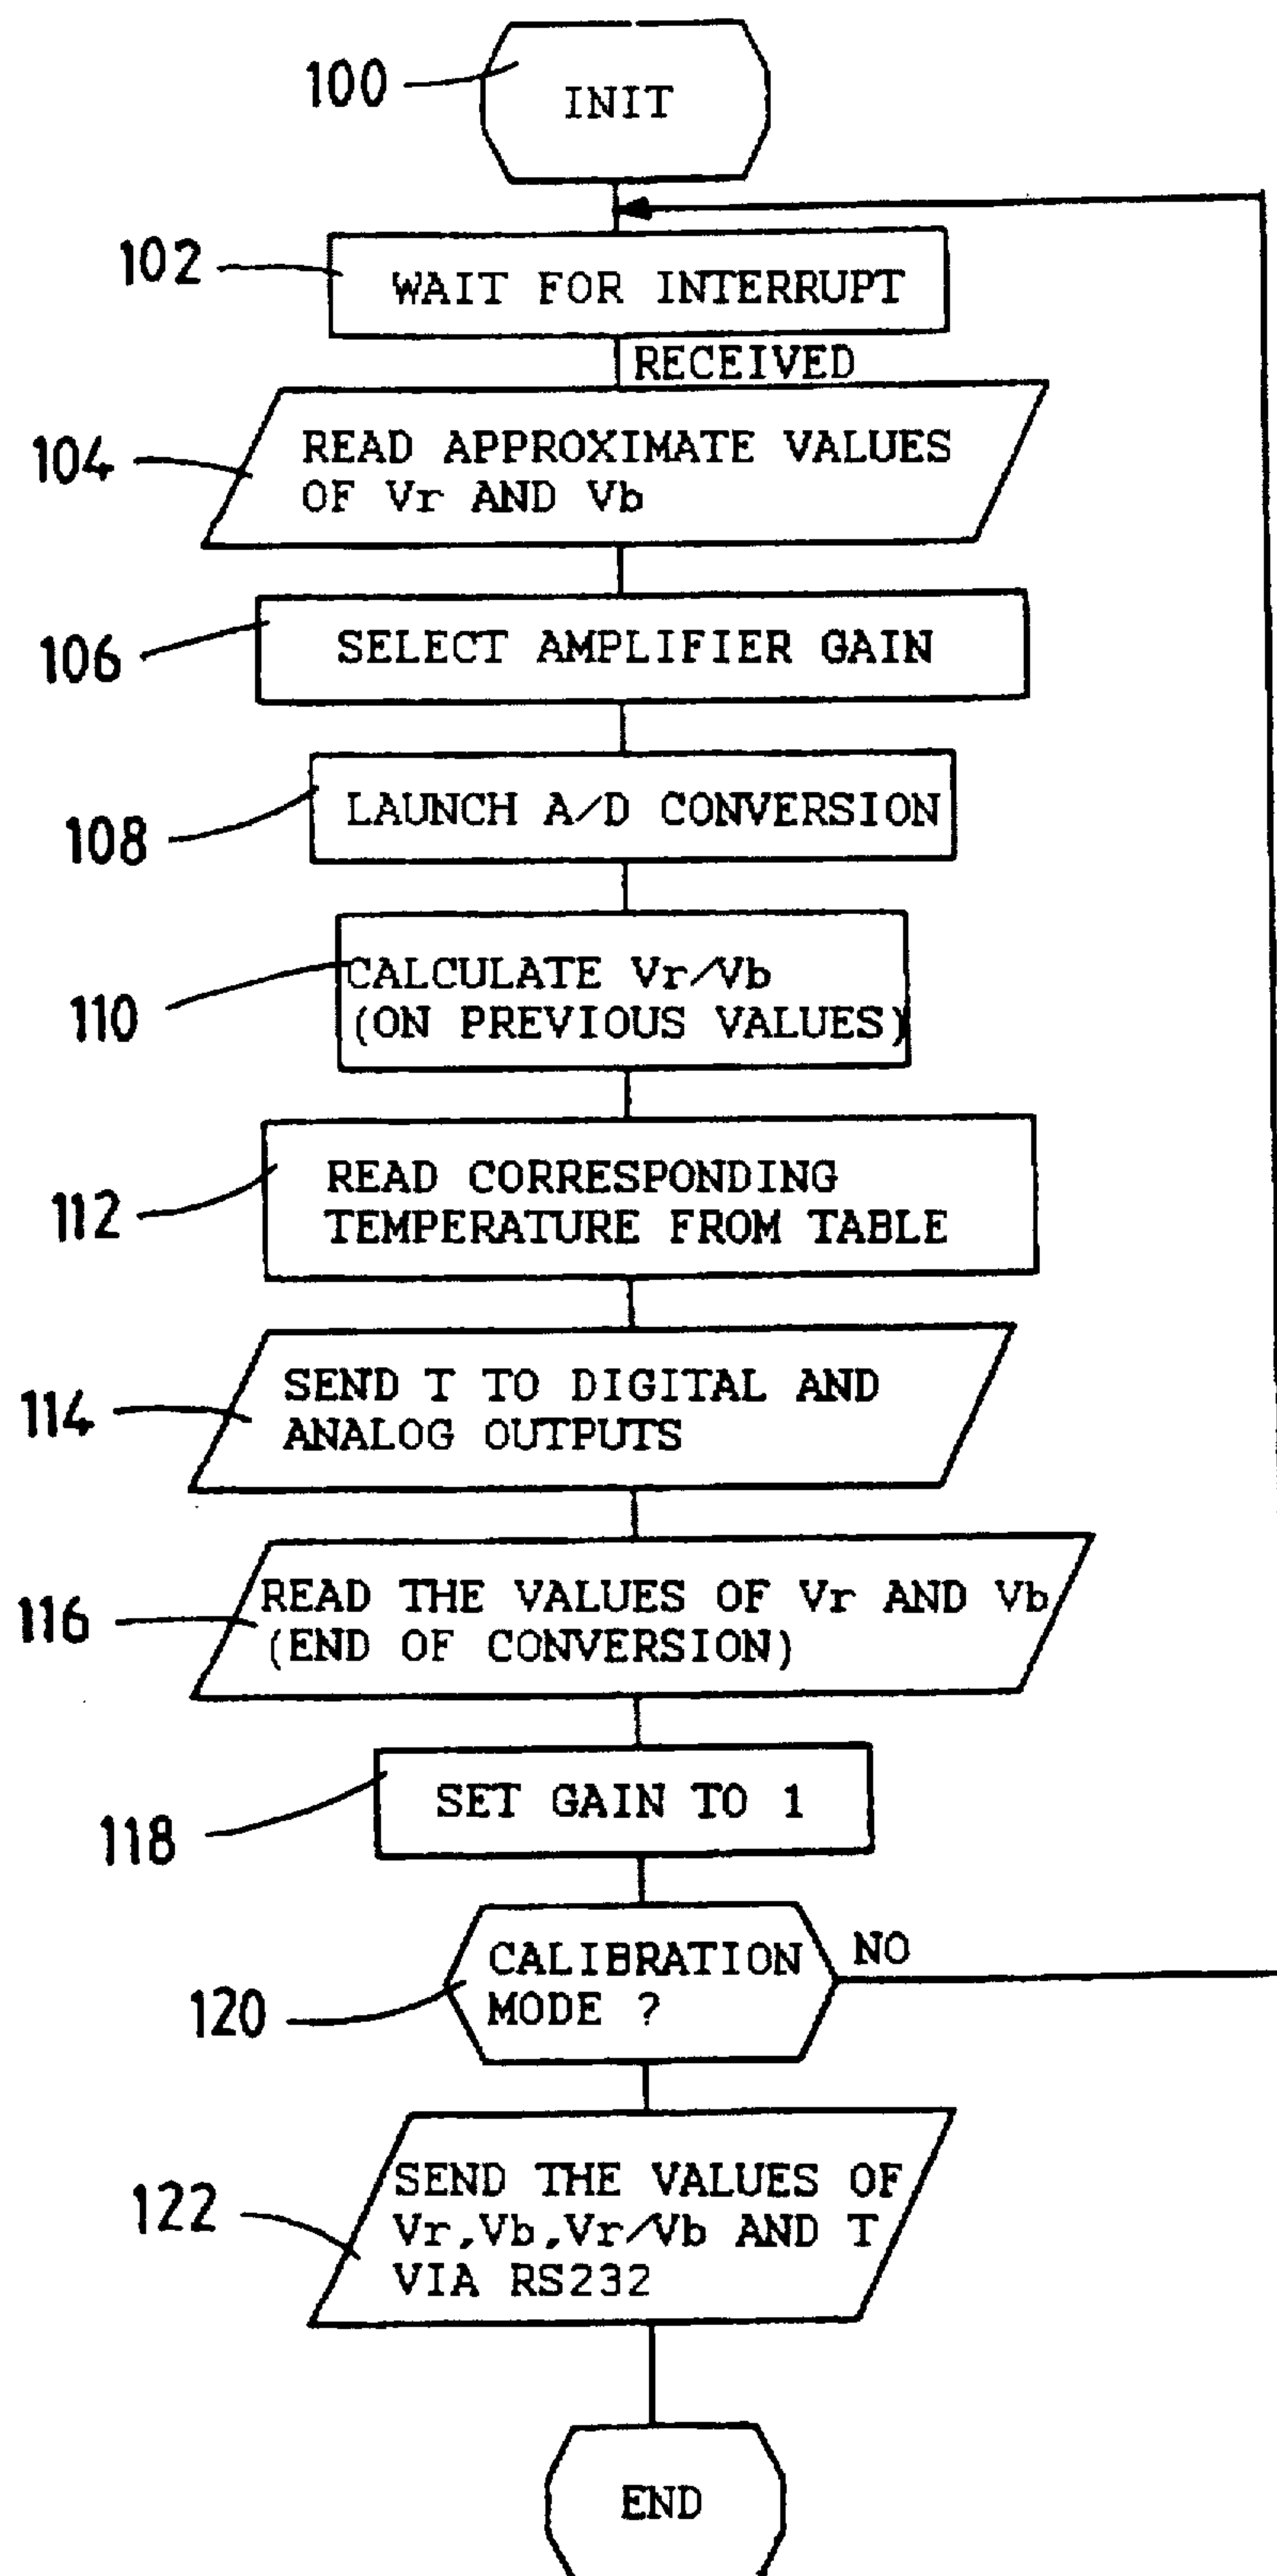 100
INIT
102
WAIT FOR INTERRUPT
RECEIVED
104
READ APPROXIMATE VALUES
OF Vr AND Vb
106
SELECT AMPLIFIER GAIN
108
LAUNCH A/D CONVERSION
110
CALCULATE Vr/Vb
(ON PREVIOUS VALUES)
112
READ CORRESPONDING
TEMPERATURE FROM TABLE
114
SEND T TO DIGITAL AND
ANALOG OUTPUTS
116
READ THE VALUES OF Vr AND Vb
(END OF CONVERSION)
118
SET GAIN TO 1
120
CALIBRATION
MODE ?
NO
122
SEND THE VALUES OF
Vr,Vb,Vr/Vb AND T
VIA RS232
END